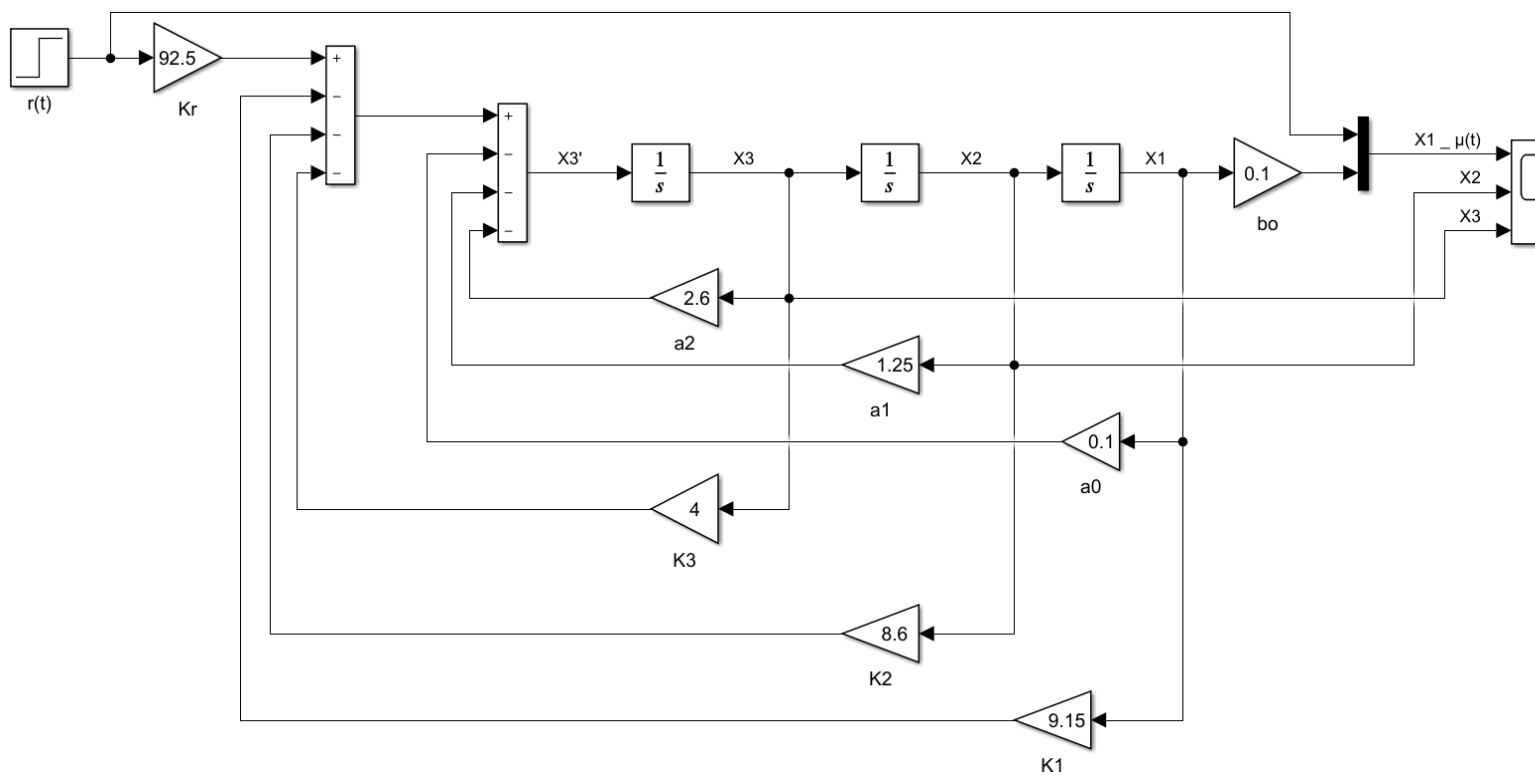 r(t)
92.5
Kr
+
−
−
−
+
−
−
−
X3'
1
s
X3
1
s
X2
1
s
X1
0.1
bo
X1 _ μ(t)
X2
X3
2.6
a2
1.25
a1
0.1
a0
4
K3
8.6
K2
9.15
K1